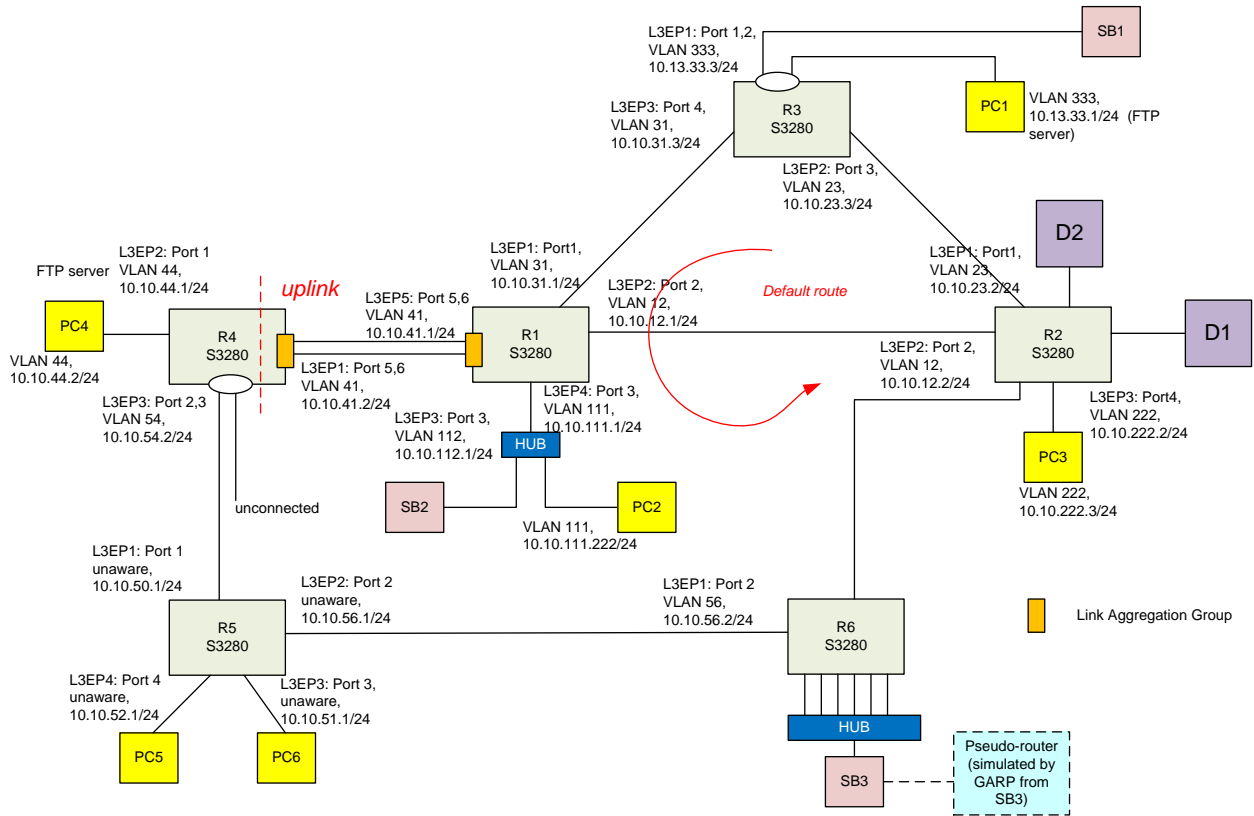 L3EP1: Port 1,2,
VLAN 333,
10.13.33.3/24
SB1
R3
S3280
PC1
VLAN 333,
10.13.33.1/24  (FTP
server)
L3EP3: Port 4,
VLAN 31,
10.10.31.3/24
L3EP2: Port 3,
VLAN 23,
10.10.23.3/24
D2
L3EP2: Port 1
VLAN 44,
10.10.44.1/24
FTP server
uplink
L3EP1: Port1,
VLAN 31,
10.10.31.1/24
L3EP1: Port1,
VLAN 23,
10.10.23.2/24
L3EP5: Port 5,6
VLAN 41,
10.10.41.1/24
L3EP2: Port 2,
VLAN 12,
10.10.12.1/24
Default route
PC4
R4
S3280
R1
S3280
R2
S3280
D1
VLAN 44,
10.10.44.2/24
L3EP1: Port 5,6
VLAN 41,
10.10.41.2/24
L3EP2: Port 2,
VLAN 12,
10.10.12.2/24
L3EP3: Port 2,3
VLAN 54,
10.10.54.2/24
L3EP4: Port 3,
VLAN 111,
10.10.111.1/24
L3EP3: Port 3,
VLAN 112,
10.10.112.1/24
HUB
L3EP3: Port4,
VLAN 222,
10.10.222.2/24
PC3
VLAN 222,
10.10.222.3/24
SB2
PC2
VLAN 111,
10.10.111.222/24
unconnected
L3EP1: Port 1
unaware,
10.10.50.1/24
L3EP2: Port 2
unaware,
10.10.56.1/24
L3EP1: Port 2
VLAN 56,
10.10.56.2/24
R5
S3280
R6
S3280
Link Aggregation Group
L3EP4: Port 4
unaware,
10.10.52.1/24
L3EP3: Port 3,
unaware,
10.10.51.1/24
PC5
PC6
HUB
SB3
Pseudo-router
(simulated by
GARP from
SB3)